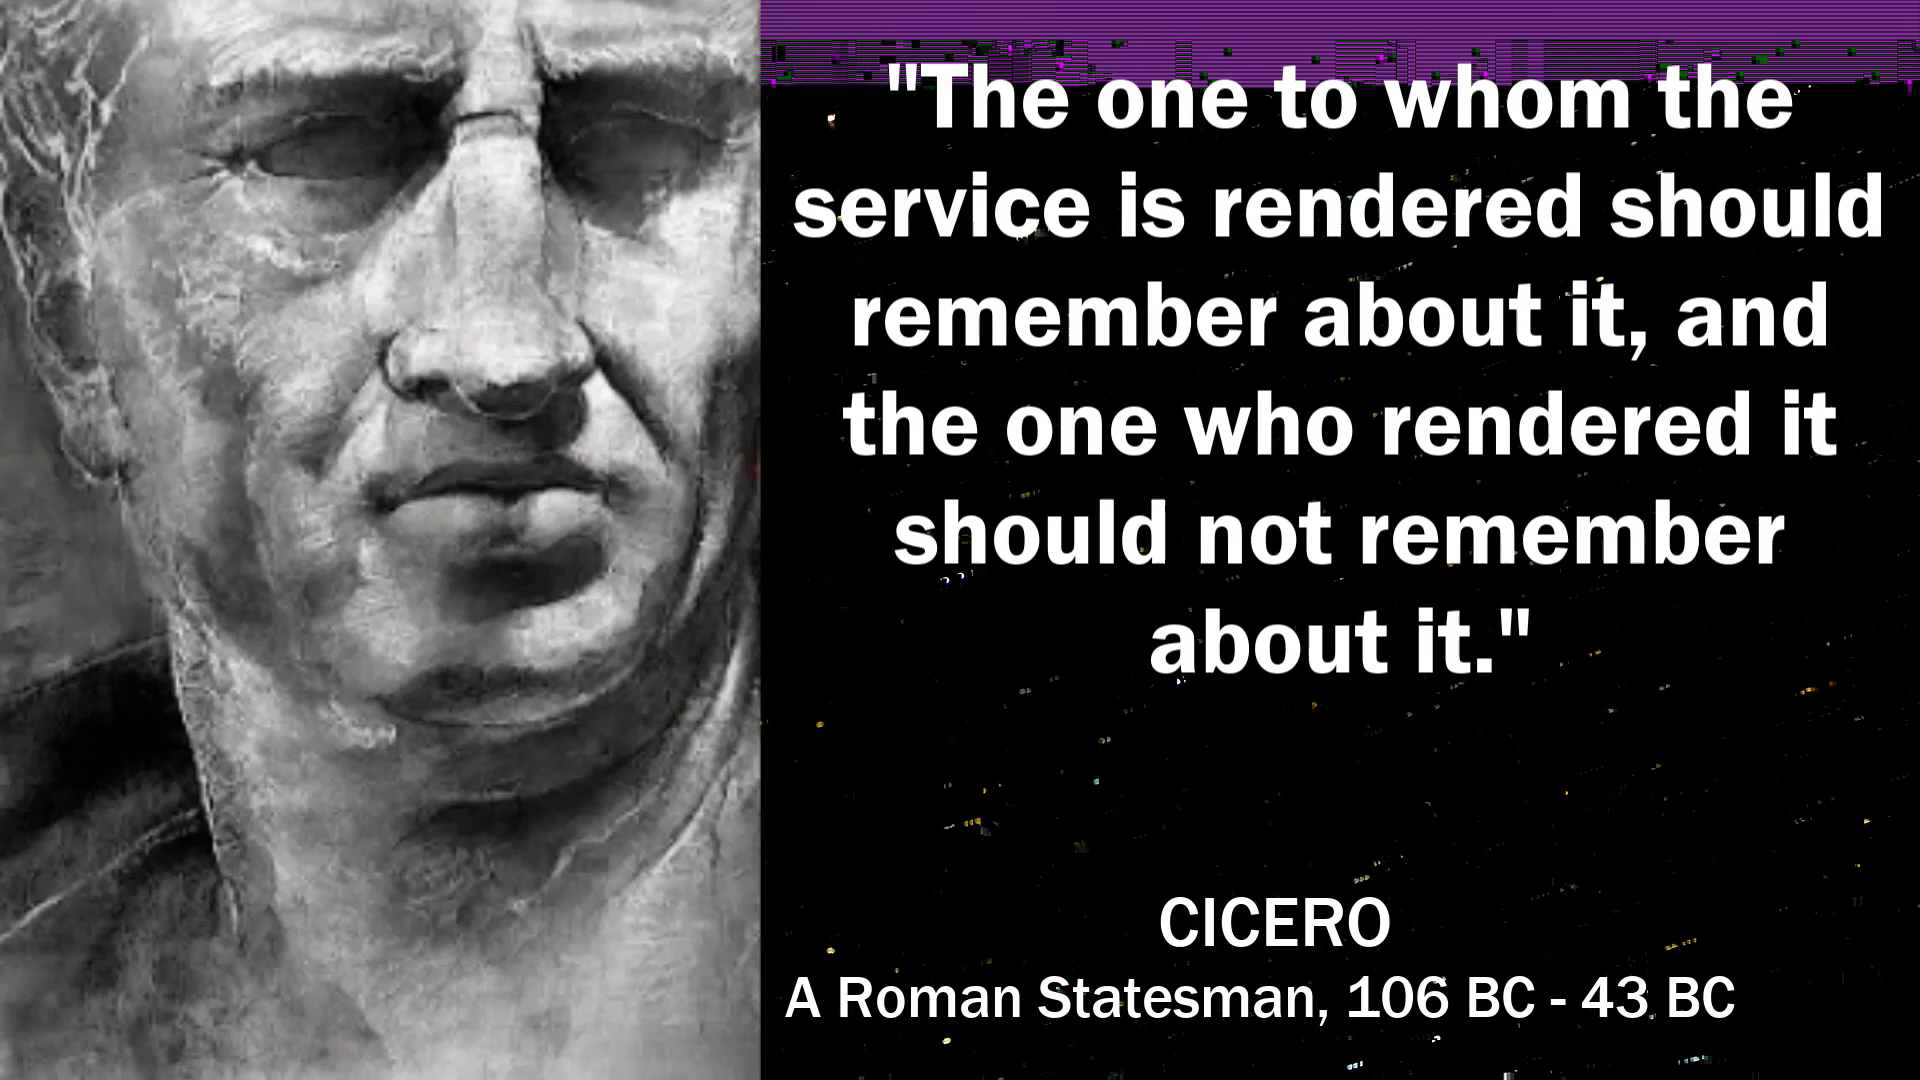 "The one to whom the
service is rendered should
remember about it, and
the one who rendered it
should not remember
about it."
CICERO
A Roman Statesman, 106 BC - 43 BC